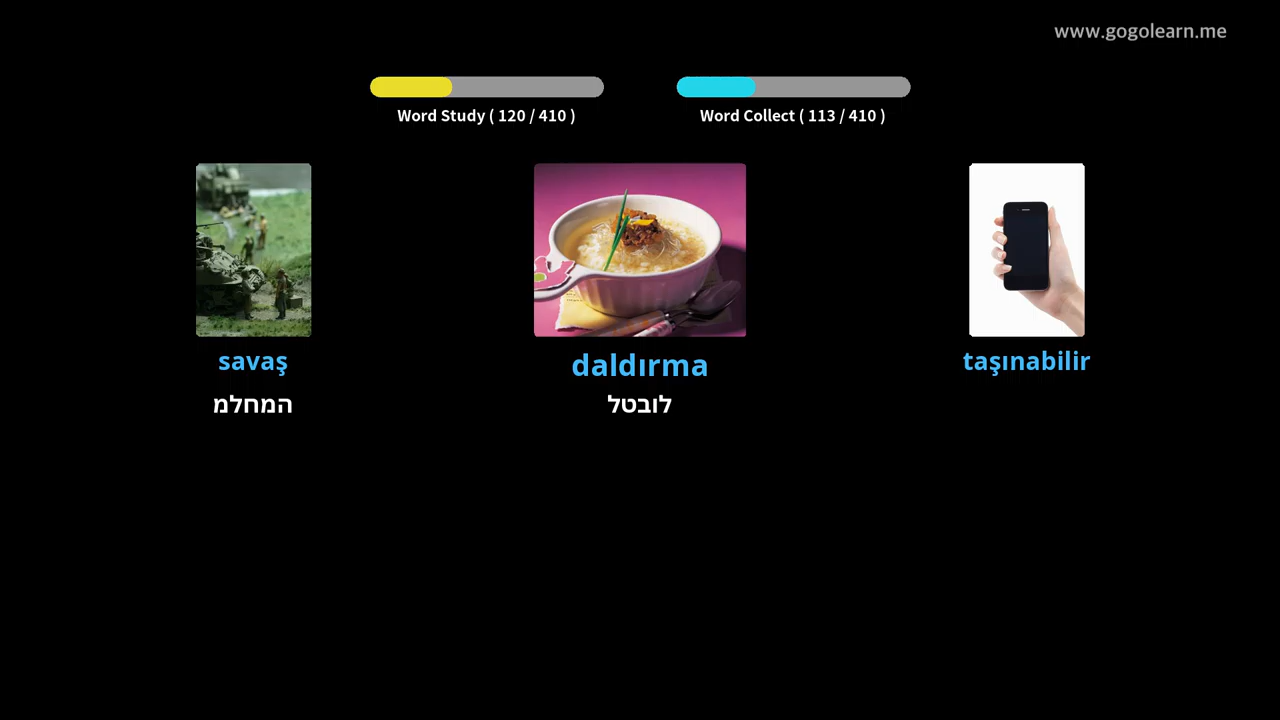 www.gogolearn.me
Word Study ( 120 / 410 )
Word Collect ( 113 / 410 )
savaş
daldırma
taşınabilir
המחלמ
לובטל